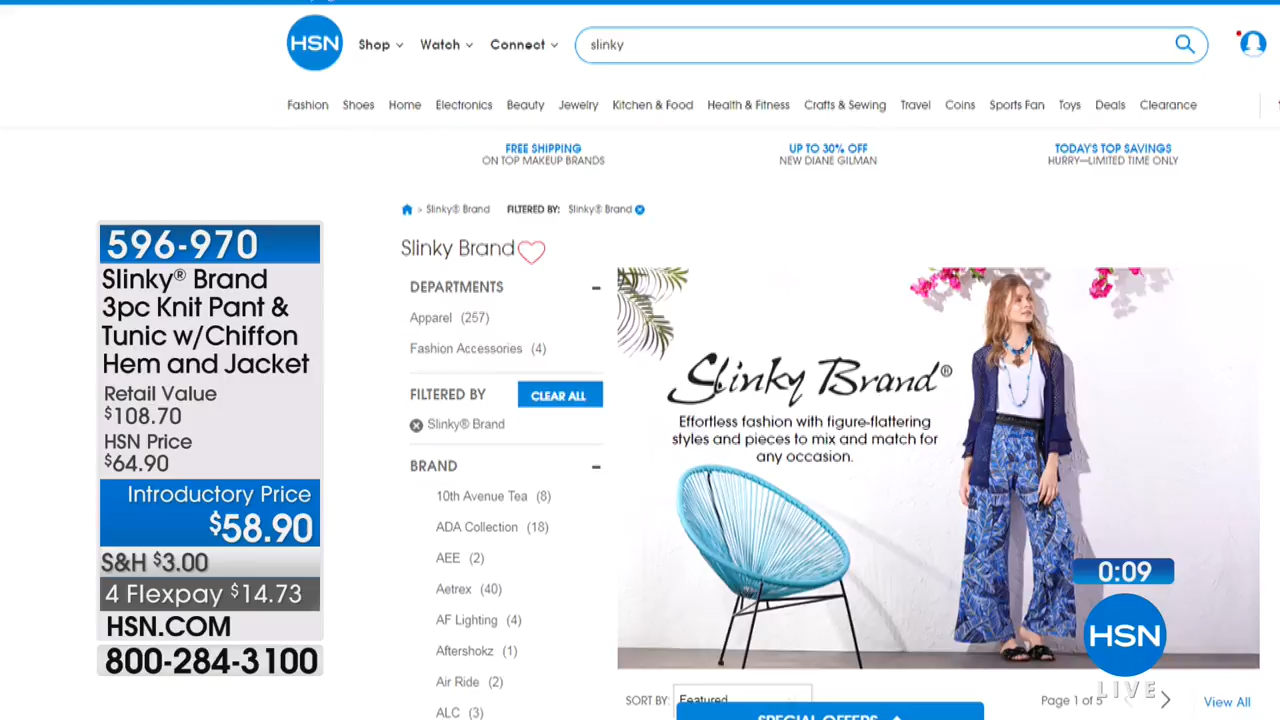 HSN
Shop
Watch
Connect
slinky
Fashion
Shoes
Home
Electronics
Beauty
Jewelry
Kitchen & Food
Health & Fitness
Crafts & Sewing
Travel
Coins
Sports Fan
Toys
Deals
Clearance
FREE SHIPPING
ON TOP MAKEUP BRANDS
UP TO 30% OFF
NEW DIANE GILMAN
TODAY'S TOP SAVINGS
HURRY—LIMITED TIME ONLY
> Slinky® Brand FILTERED BY: Slinky® Brand
Slinky Brand
DEPARTMENTS
Apparel (257)
Fashion Accessories (4)
FILTERED BY
CLEAR ALL
Slinky® Brand
BRAND
10th Avenue Tea (8)
ADA Collection (18)
AEE (2)
Aetrex (40)
AF Lighting (4)
Aftershokz (1)
Air Ride (2)
ALC (3)
596-970
Slinky® Brand
3pc Knit Pant &
Tunic w/Chiffon
Hem and Jacket
Retail Value
$108.70
HSN Price
$64.90
Introductory Price
$58.90
S&H $3.00
4 Flexpay $14.73
HSN.COM
800-284-3100
Slinky Brand®
Effortless fashion with figure-flattering
styles and pieces to mix and match for
any occasion.
0:09
HSN
LIVE
SORT BY: Featured
Page 1 of 5
View All
SPECIAL OFFERS